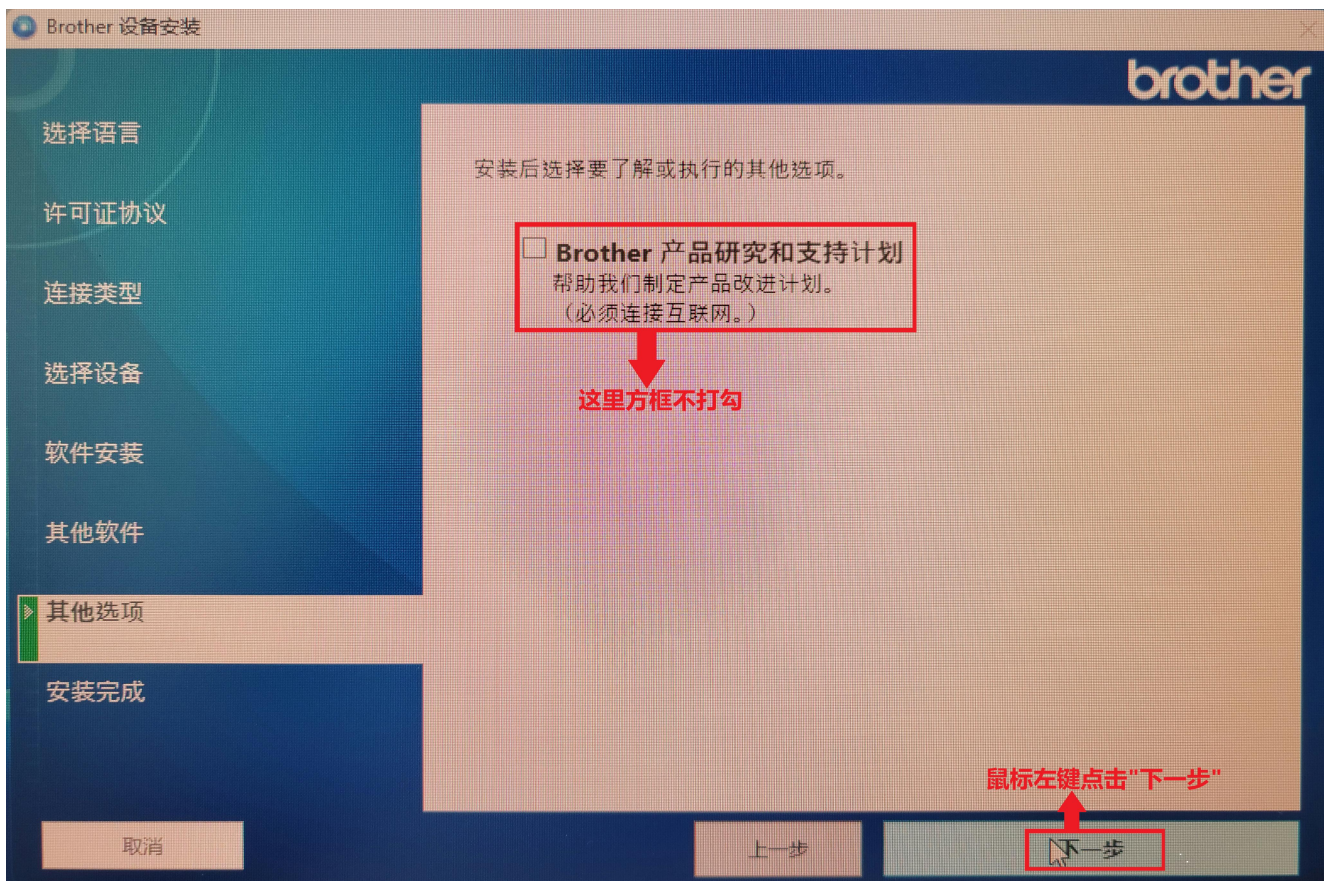 Brother 设备安装
brother
选择语言
许可证协议
连接类型
选择设备
软件安装
其他软件
其他选项
安装完成
安装后选择要了解或执行的其他选项。
Brother 产品研究和支持计划
帮助我们制定产品改进计划。
（必须连接互联网。）
这里方框不打勾
鼠标左键点击"下一步"
取消
上一步
下一步